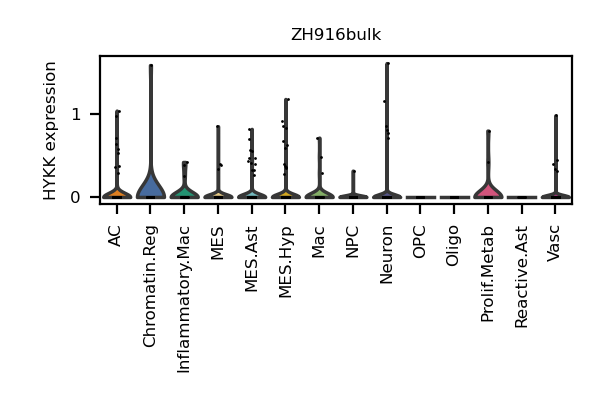 ZH916bulk
HYKK expression
1
0
AC
Chromatin.Reg
Inflammatory.Mac
MES
MES.Ast
MES.Hyp
Mac
NPC
Neuron
OPC
Oligo
Prolif.Metab
Reactive.Ast
Vasc